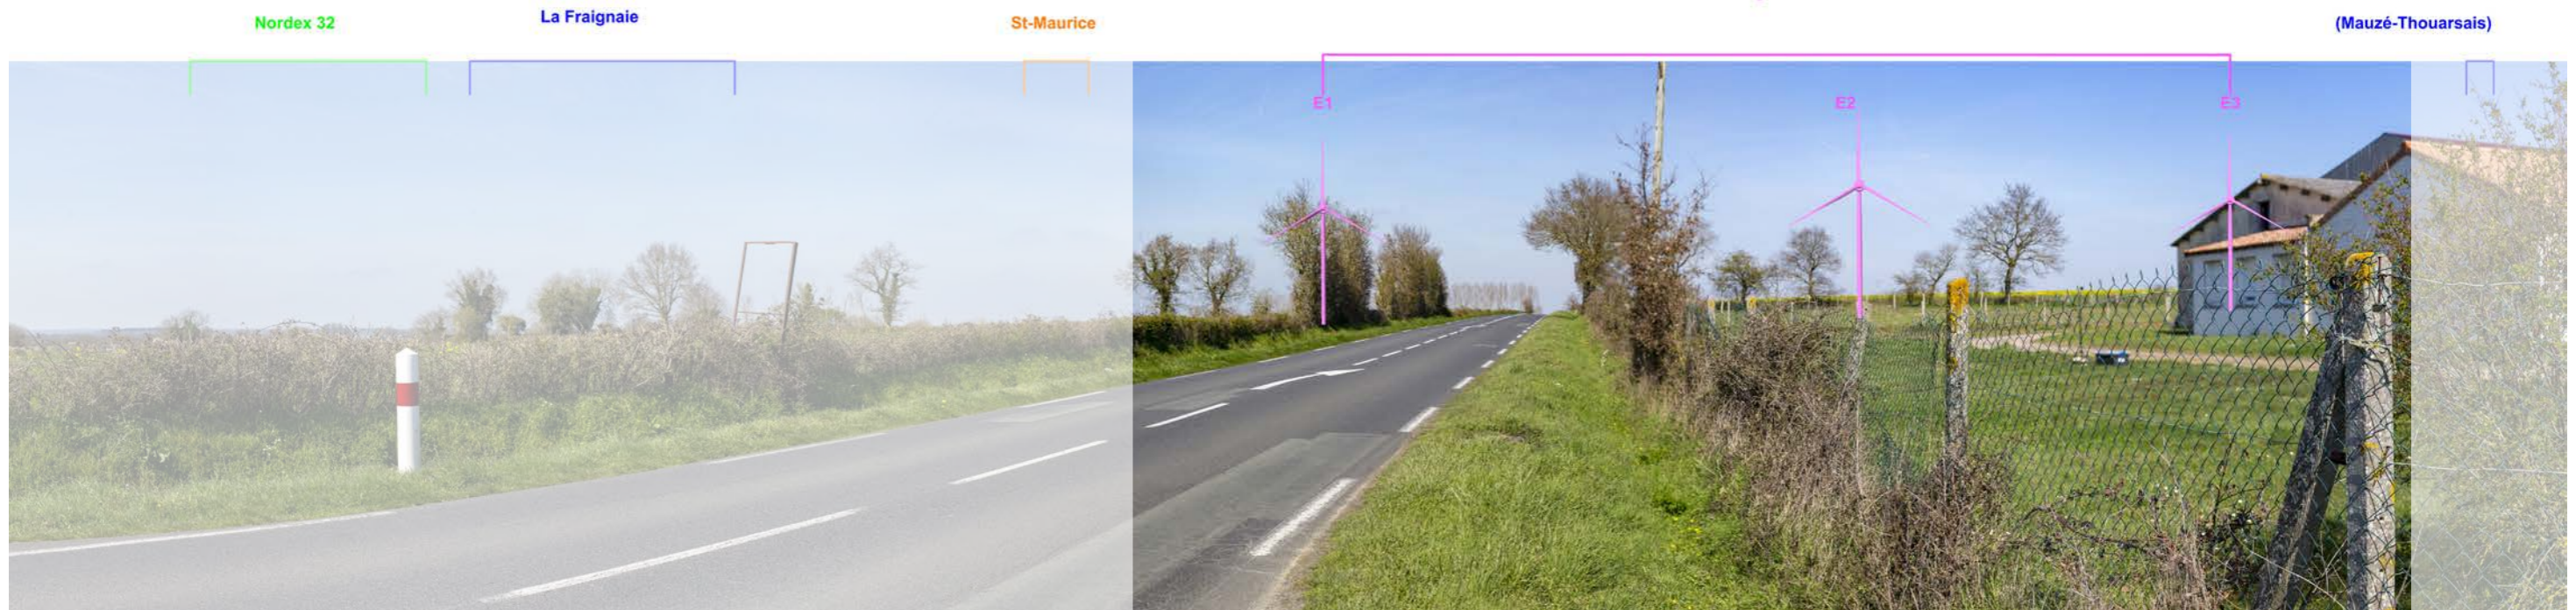 Nordex 32
La Fraignaie
St-Maurice
(Mauzé-Thouarsais)
E1
E2
E3